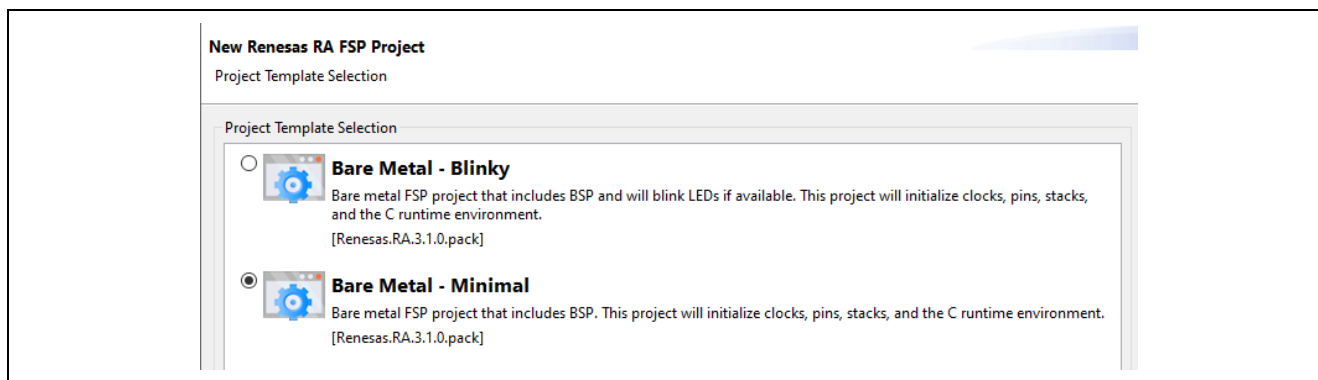 New Renesas RA FSP Project
Project Template Selection
Project Template Selection
Bare Metal - Blinky
Bare metal FSP project that includes BSP and will blink LEDs if available. This project will initialize clocks, pins, stacks,
and the C runtime environment.
[Renesas.RA.3.1.0.pack]
Bare Metal - Minimal
Bare metal FSP project that includes BSP. This project will initialize clocks, pins, stacks, and the C runtime environment.
[Renesas.RA.3.1.0.pack]